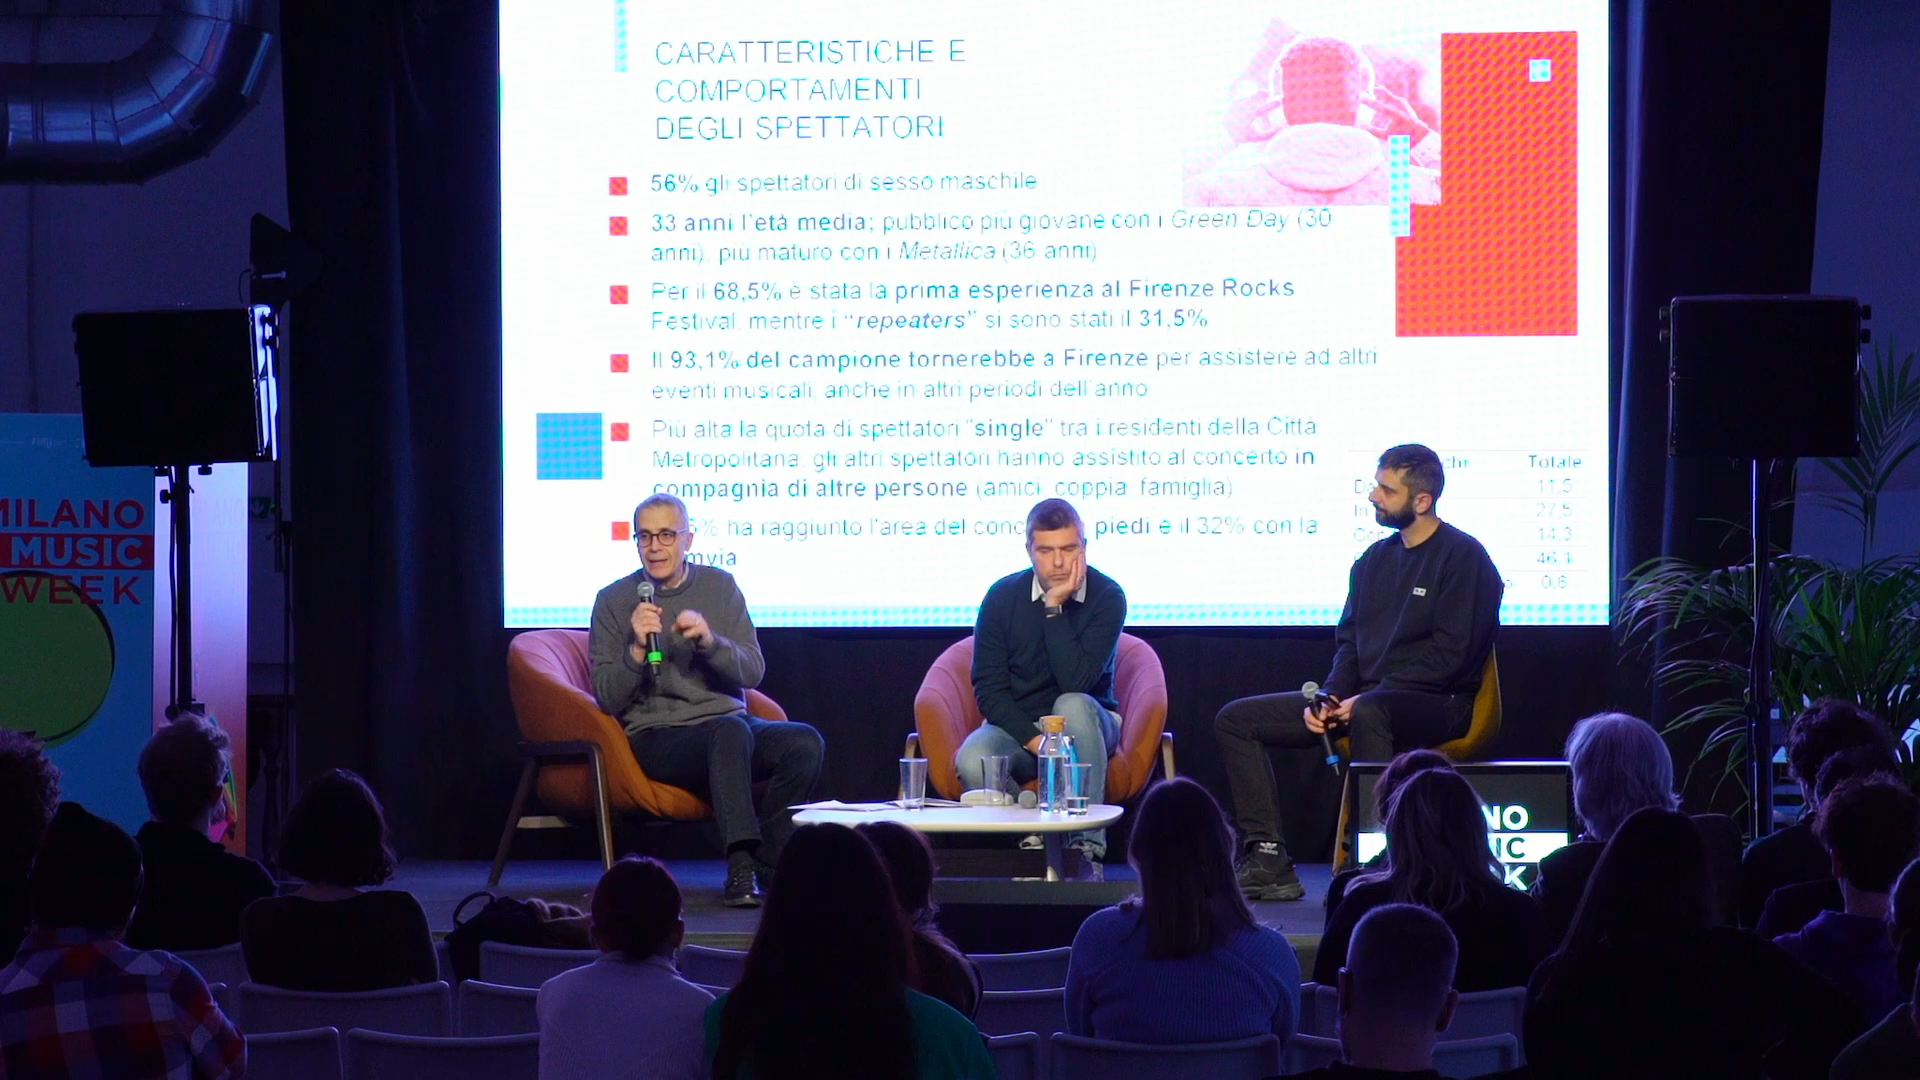 CARATTERISTICHE E
COMPORTAMENTI
DEGLI SPETTATORI
56% gli spettatori di sesso maschile
33 anni l'età media; pubblico più giovane con i Green Day (30
anni), più maturo con i Metallica (36 anni)
Per il 68,5% è stata la prima esperienza al Firenze Rocks
Festival, mentre i "repeaters" si sono stati il 31,5%
Il 93,1% del campione tornerebbe a Firenze per assistere ad altri
eventi musicali, anche in altri periodi dell'anno
Più alta la quota di spettatori "single" tra i residenti della Città
Metropolitana, gli altri spettatori hanno assistito al concerto in
compagnia di altre persone (amici, coppia, famiglia)
% ha raggiunto l'area del conc piedi e il 32% con la
mvia
Totale
11,5
27,5
14,3
46,1
0,6
MILANO
MUSIC
WEEK
NO
IC
K